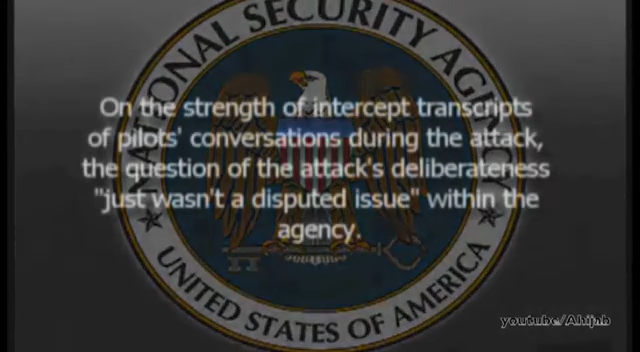 NATIONAL SECURITY AGENCY
On the strength of intercept transcripts
of pilots' conversations during the attack,
the question of the attack's deliberateness
"just wasn't a disputed issue" within the
agency.
UNITED STATES OF AMERICA
youtube/Ahijab